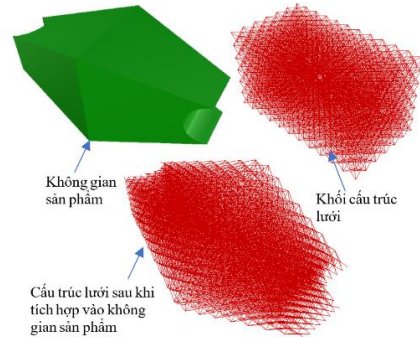 Không gian
sản phẩm
Khối cấu trúc
lưới
Cấu trúc lưới sau khi
tích hợp vào không
gian sản phẩm